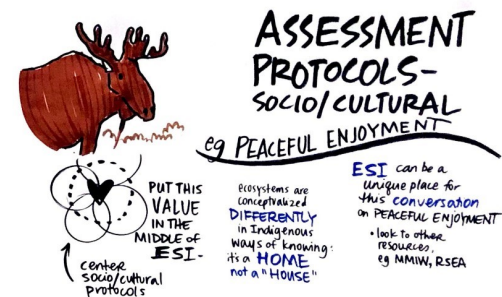 ASSESSMENT
PROTOCOLS-
SOCIO/CULTURAL
eg PEACEFUL ENJOYMENT
PUT THIS
VALUE
IN THE
MIDDLE of
ESI-
center
socio/cultural
protocols
ecosystems are
conceptualized
DIFFERENTLY
in Indigenous
Ways of knowing:
it's a HOME
not a "HOUSE"
ESI can be a
unique place for
this conversation
on PEACEFUL ENJOYMENT
• look to other
resources,
eg MMIW, RSEA